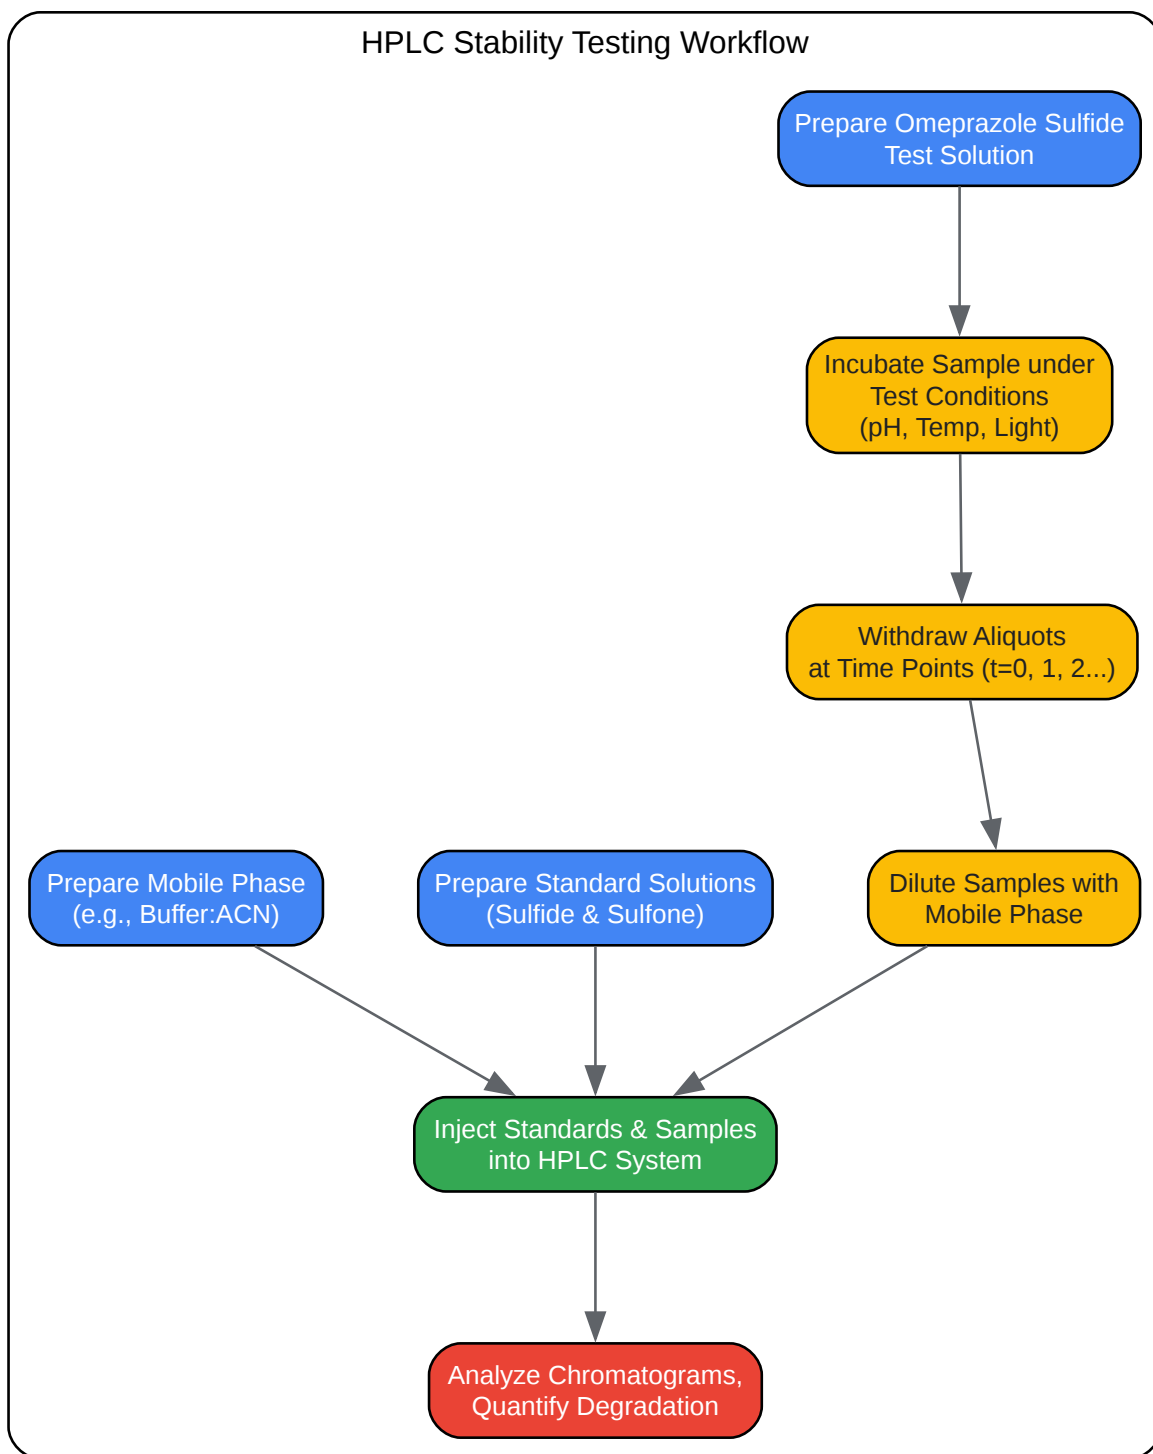 HPLC Stability Testing Workflow
Prepare Omeprazole Sulfide
Test Solution
Incubate Sample under
Test Conditions
(pH, Temp, Light)
Withdraw Aliquots
at Time Points (t=0, 1, 2...)
Prepare Mobile Phase
(e.g., Buffer:ACN)
Prepare Standard Solutions
(Sulfide & Sulfone)
Dilute Samples with
Mobile Phase
Inject Standards & Samples
into HPLC System
Analyze Chromatograms,
Quantify Degradation